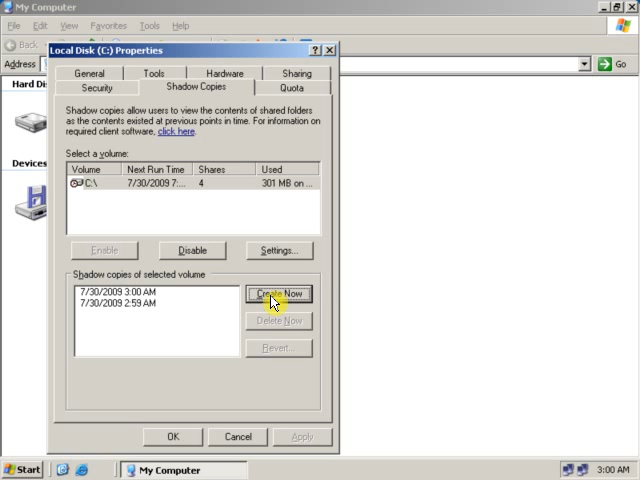 My Computer
File Edit View Favorites Tools Help
Back
Local Disk (C:) Properties
Address
Go
General Tools Hardware Sharing
Security Shadow Copies Quota
Hard Di
Shadow copies allow users to view the contents of shared folders
as the contents existed at previous points in time. For information on
required client software, click here.
Select a volume:
Devices
Volume Next Run Time Shares Used
C:\ 7/30/2009 7:... 4 301 MB on ...
Enable Disable Settings...
Shadow copies of selected volume
7/30/2009 3:00 AM
7/30/2009 2:59 AM
Create Now
Delete Now
Revert...
OK Cancel Apply
Start My Computer 3:00 AM